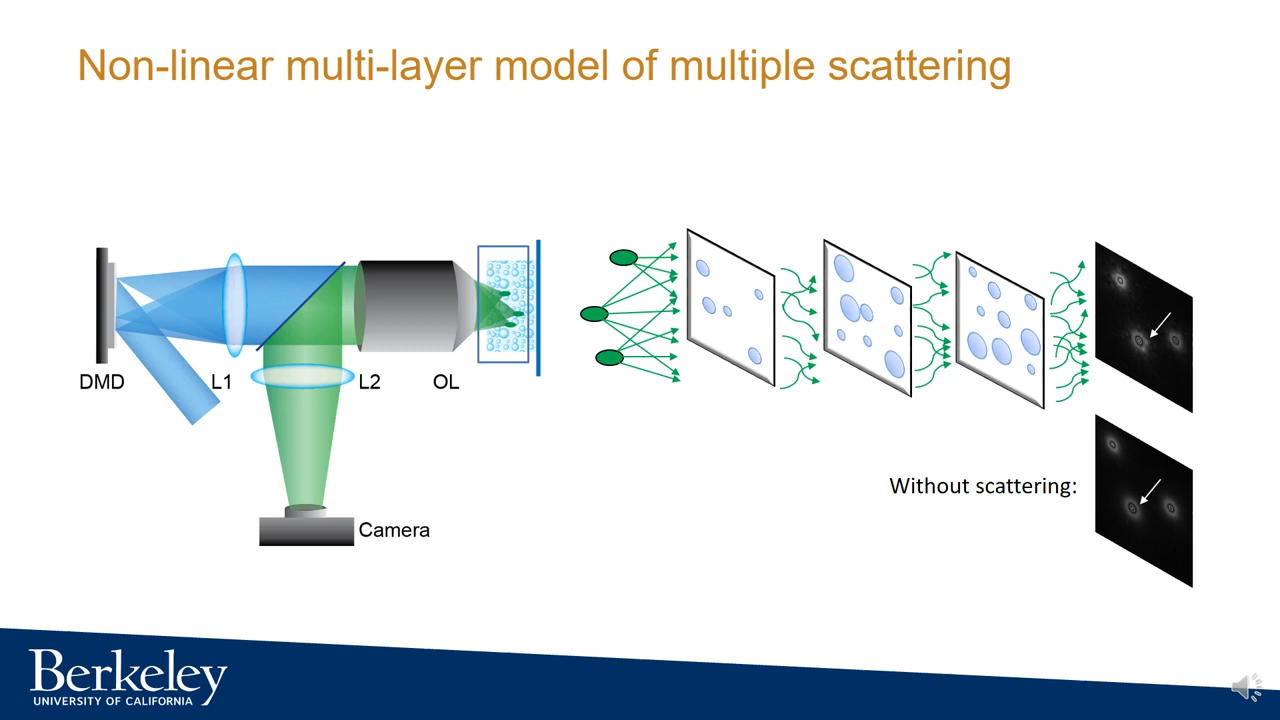 Non-linear multi-layer model of multiple scattering
DMD
L1
L2
OL
Camera
Without scattering:
Berkeley
UNIVERSITY OF CALIFORNIA